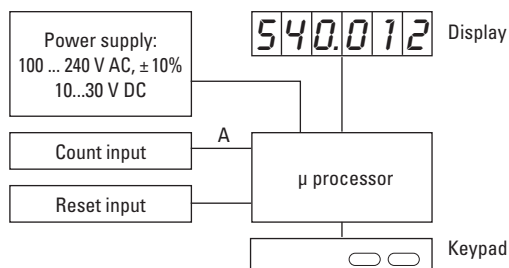 Power supply:
100 ... 240 V AC, ±10%
10...30 V DC
540.012
Display
Count input
A
µ processor
Reset input
Keypad